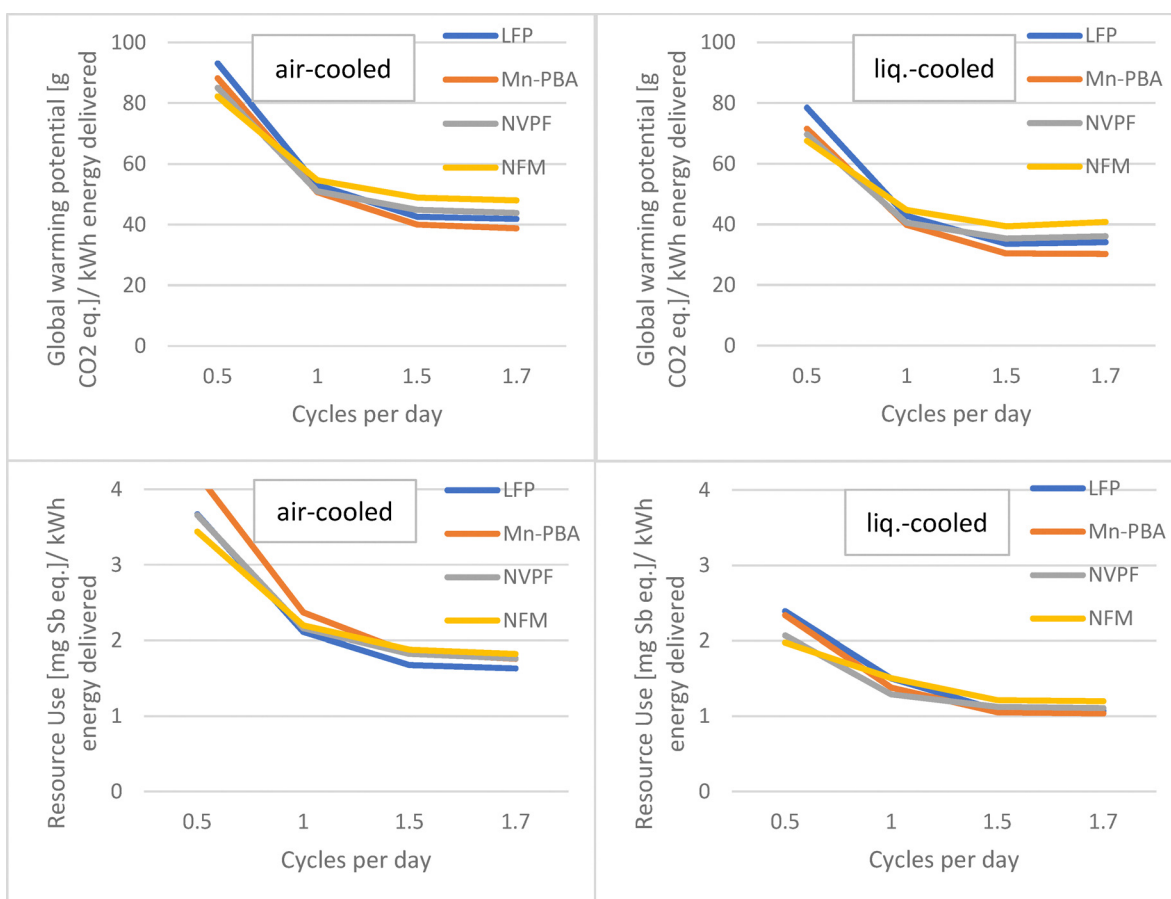 Global warming potential [g
CO2 eq.]/ kWh energy delivered
100
80
60
40
20
0
air-cooled
LFP
Mn-PBA
NVPF
NFM
0.5 1 1.5 1.7
Cycles per day
Global warming potential [g
CO2 eq.]/ kWh energy delivered
100
80
60
40
20
0
liq.-cooled
LFP
Mn-PBA
NVPF
NFM
0.5 1 1.5 1.7
Cycles per day
Resource Use [mg Sb eq.]/ kWh
energy delivered
4
3
2
1
0
air-cooled
LFP
Mn-PBA
NVPF
NFM
0.5 1 1.5 1.7
Cycles per day
Resource Use [mg Sb eq.]/ kWh
energy delivered
4
3
2
1
0
liq.-cooled
LFP
Mn-PBA
NVPF
NFM
0.5 1 1.5 1.7
Cycles per day